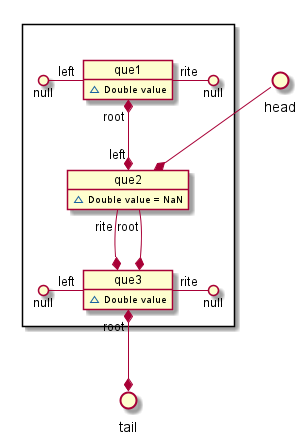 left que1 rite
null Double value null
root head
left
que2
Double value = NaN
rite root
left que3 rite
null Double value null
root
tail